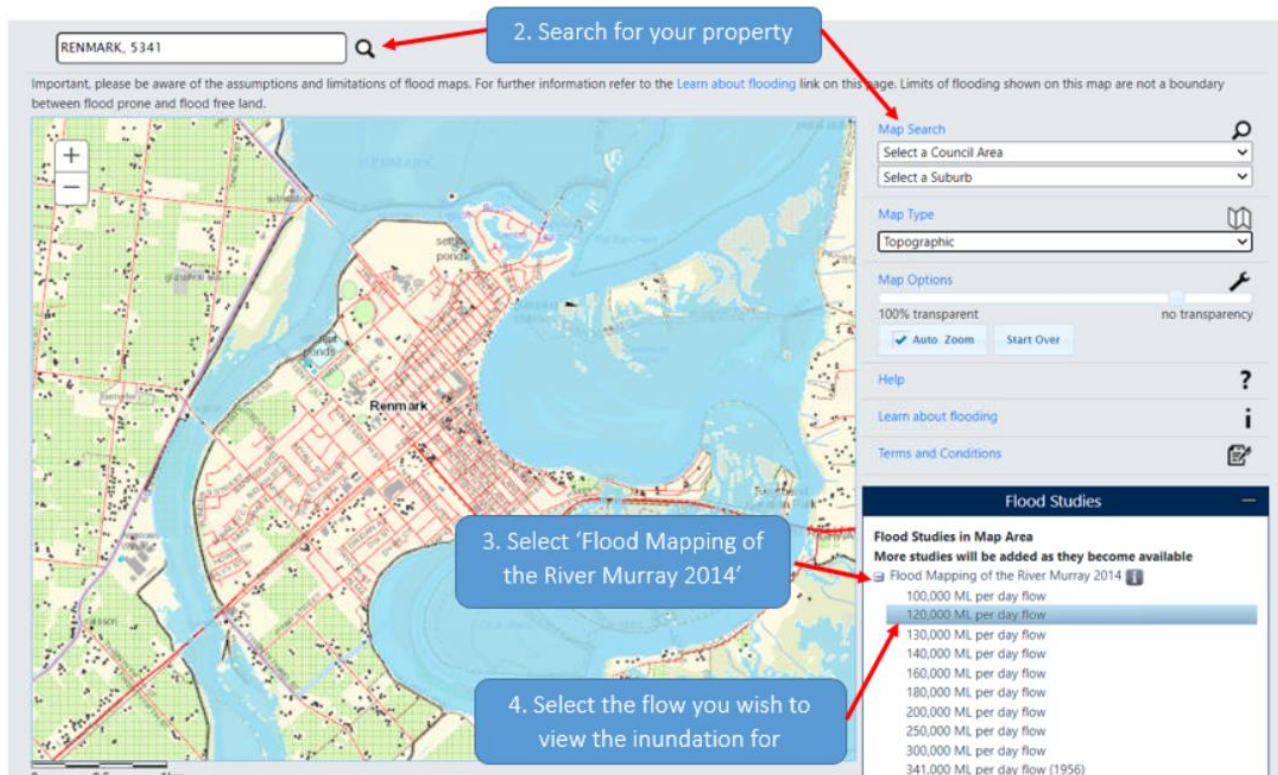 2. Search for your property
RENMARK, 5341
Important, please be aware of the assumptions and limitations of flood maps. For further information refer to the Learn about flooding link on this page. Limits of flooding shown on this map are not a boundary
between flood prone and flood free land.
Map Search
Select a Council Area
Select a Suburb
Map Type
Topographic
Map Options
100% transparent
no transparency
Auto Zoom
Start Over
Help
?
Learn about flooding
i
Terms and Conditions
+
−
RENMARK
ponds
ponds
Renmark
3. Select 'Flood Mapping of
the River Murray 2014'
4. Select the flow you wish to
view the inundation for
Flood Studies
Flood Studies in Map Area
More studies will be added as they become available
Flood Mapping of the River Murray 2014
100,000 ML per day flow
120,000 ML per day flow
130,000 ML per day flow
140,000 ML per day flow
160,000 ML per day flow
180,000 ML per day flow
200,000 ML per day flow
250,000 ML per day flow
300,000 ML per day flow
341,000 ML per day flow (1956)